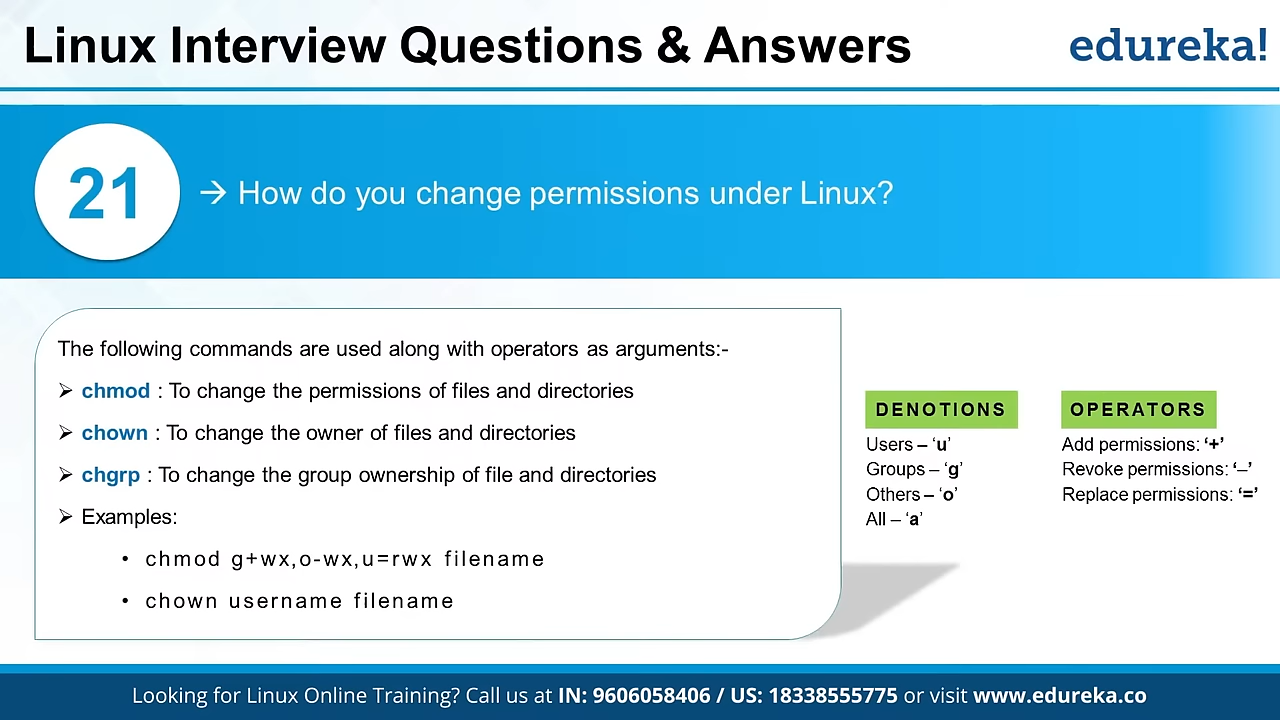 Linux Interview Questions & Answers
edureka!
21
→ How do you change permissions under Linux?
The following commands are used along with operators as arguments:-
➢ chmod : To change the permissions of files and directories
➢ chown : To change the owner of files and directories
➢ chgrp : To change the group ownership of file and directories
➢ Examples:
• chmod g+wx,o-wx,u=rwx filename
• chown username filename
DENOTIONS
Users – ‘u’
Groups – ‘g’
Others – ‘o’
All – ‘a’
OPERATORS
Add permissions: ‘+’
Revoke permissions: ‘–’
Replace permissions: ‘=’
Looking for Linux Online Training? Call us at IN: 9606058406 / US: 18338555775 or visit www.edureka.co